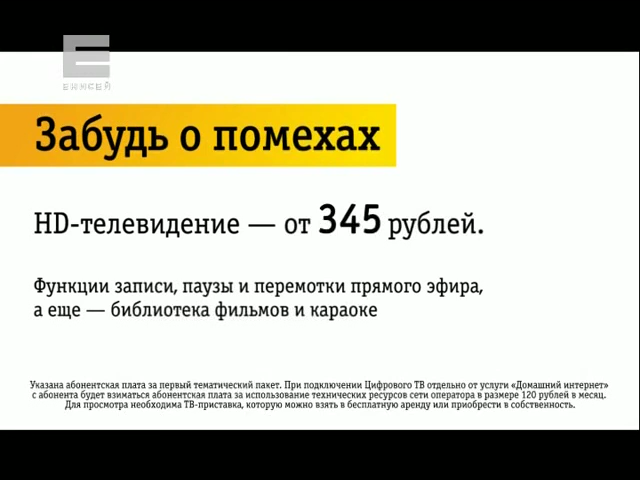 ЕНИСЕЙ
Забудь о помехах
HD-телевидение — от 345 рублей.
Функции записи, паузы и перемотки прямого эфира,
а еще — библиотека фильмов и караоке
Указана абонентская плата за первый тематический пакет. При подключении Цифрового ТВ отдельно от услуги «Домашний интернет»
с абонента будет взиматься абонентская плата за использование технических ресурсов сети оператора в размере 120 рублей в месяц.
Для просмотра необходима ТВ-приставка, которую можно взять в бесплатную аренду или приобрести в собственность.